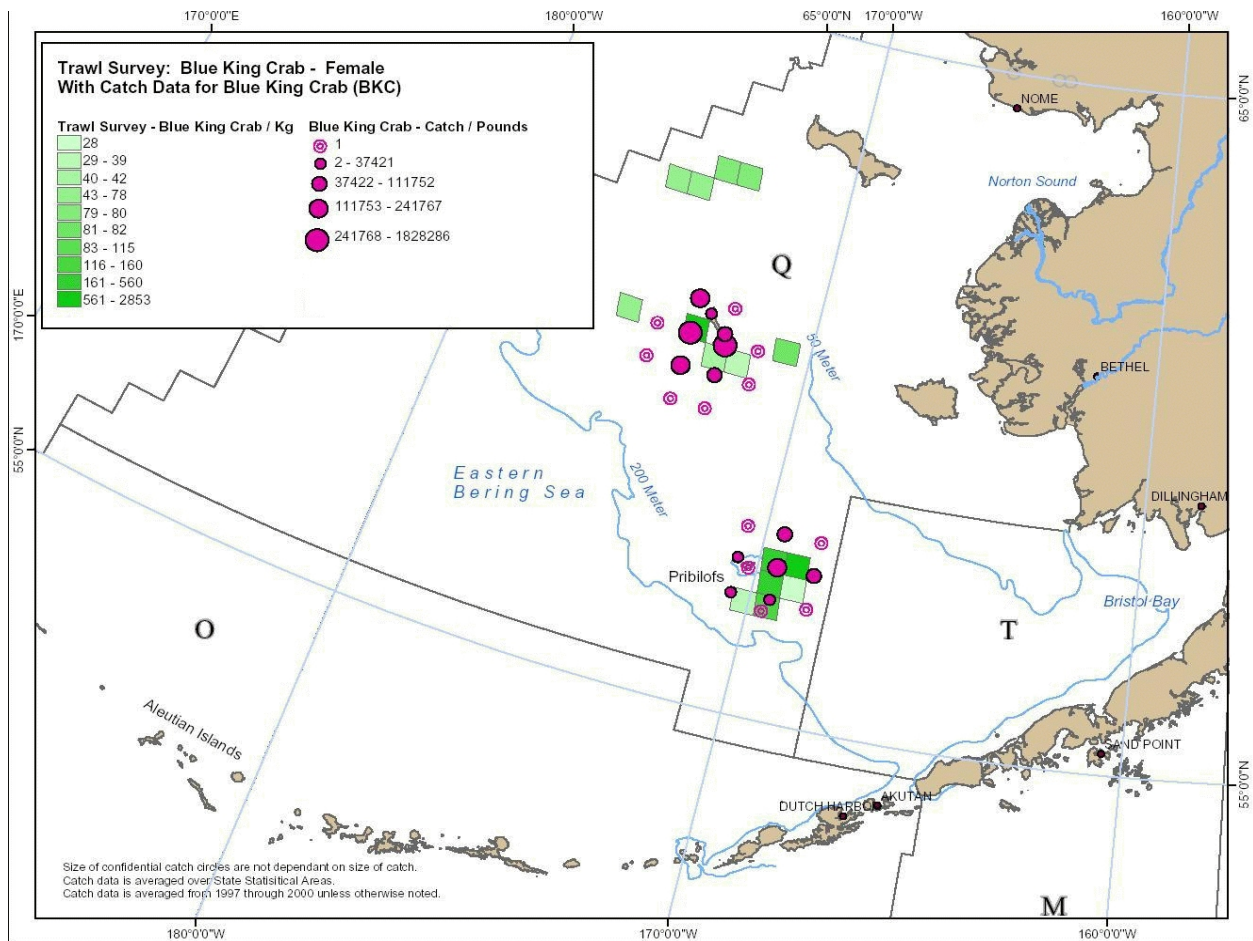 170°0'0"E
180°0'0"W
65°0'0"N
170°0'0"W
160°0'0"W
Trawl Survey: Blue King Crab - Female
With Catch Data for Blue King Crab (BKC)
Trawl Survey - Blue King Crab / Kg
28
29 - 39
40 - 42
43 - 78
79 - 80
81 - 82
83 - 115
116 - 160
161 - 560
561 - 2853
Blue King Crab - Catch / Pounds
1
2 - 37421
37422 - 111752
111753 - 241767
241768 - 1828286
NOME
65°0'0"N
Norton Sound
Q
170°0'0"E
50 Meter
BETHEL
55°0'0"N
Eastern
Bering Sea
200 Meter
DILLINGHAM
Pribilofs
Bristol Bay
O
T
Aleutian Islands
SAND POINT
55°0'0"N
AKUTAN
DUTCH HARBO
Size of confidential catch circles are not dependant on size of catch.
Catch data is averaged over State Statisitical Areas.
Catch data is averaged from 1997 through 2000 unless otherwise noted.
M
180°0'0"W
170°0'0"W
160°0'0"W